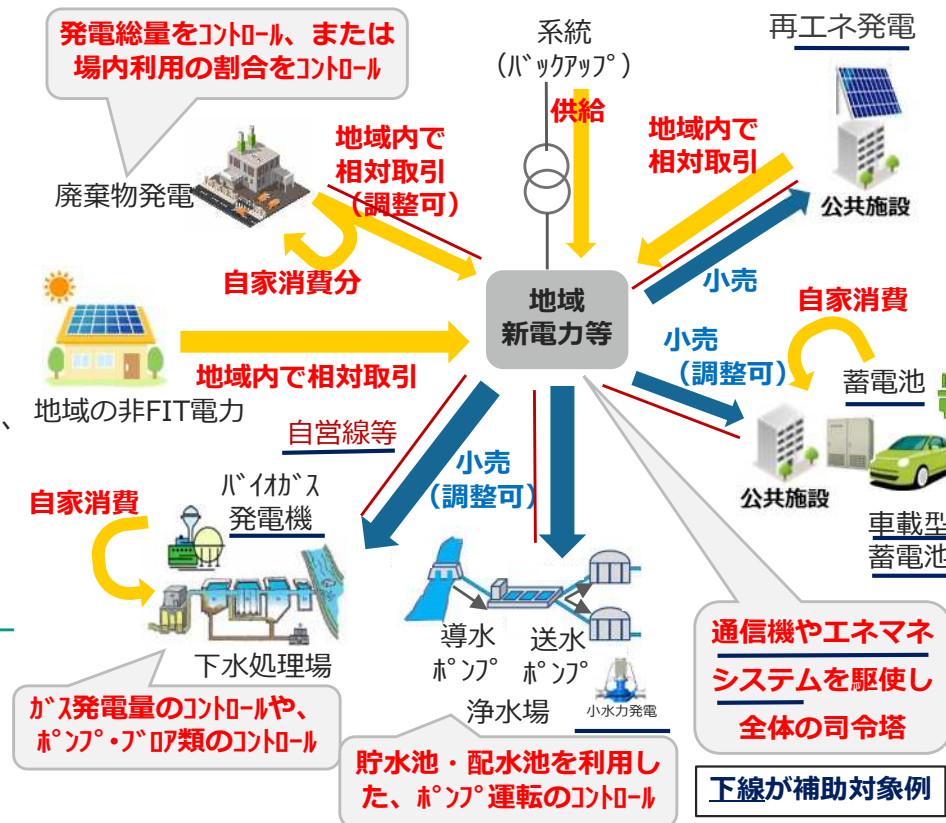 発電総量をｺﾝﾄﾛｰﾙ、または
場内利用の割合をｺﾝﾄﾛｰﾙ
廃棄物発電
地域内で
相対取引
（調整可）
自家消費分
系統
（ﾊﾞｯｸｱｯﾌﾟ）
供給
再エネ発電
地域内で
相対取引
公共施設
小売
地域
新電力等
地域内で相対取引
地域の非FIT電力
、
小売
（調整可）
自家消費
蓄電池
公共施設
車載型
蓄電池
自営線等
小売
（調整可）
自家消費
ﾊﾞｲｵｶﾞｽ
発電機
下水処理場
ｶﾞｽ発電量のｺﾝﾄﾛｰﾙや、
ﾎﾟﾝﾌﾟ・ﾌﾞﾛｱ類のｺﾝﾄﾛｰﾙ
導水
ﾎﾟﾝﾌﾟ
送水
ﾎﾟﾝﾌﾟ
浄水場
小水力発電
貯水池・配水池を利用し
た、ﾎﾟﾝﾌﾟ運転のｺﾝﾄﾛｰﾙ
通信機やエネマネ
システムを駆使し
全体の司令塔
下線が補助対象例